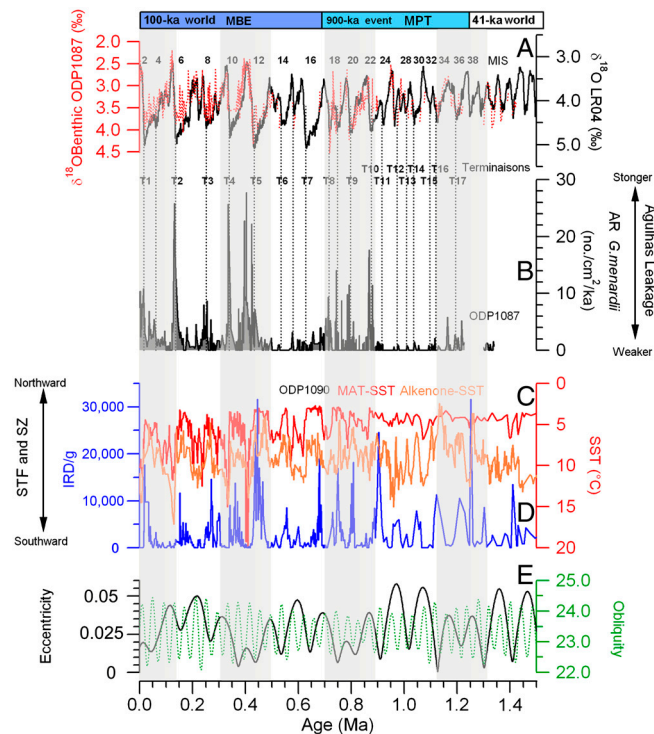 100-ka world MBE 900-ka event MPT 41-ka world
A
2 4 6 8 10 12 14 16 18 20 22 24 28 30 32 34 36 38 MIS
2.0
2.5
3.0
3.5
4.0
4.5
δ18OBenthic ODP1087 (‰)
3.0
4.0
5.0
δ18O LR04 (‰)
Terminaisons
T10 T12 T14 T16
T1 T2 T3 T4 T5 T6 T7 T8 T9 T11 T13 T15 T17
B
30
20
10
0
AR G.menardii
(no./cm2/ka)
Stonger
Agulhas Leakage
Weaker
ODP1087
ODP1090 MAT-SST Alkenone-SST
C
Northward
STF and SZ
Southward
30,000
20,000
10,000
0
IRD/g
0
5
10
15
20
SST (°C)
D
E
0.05
0.025
0
Eccentricity
25.0
24.0
23.0
22.0
Obliquity
0.0 0.2 0.4 0.6 0.8 1.0 1.2 1.4
Age (Ma)